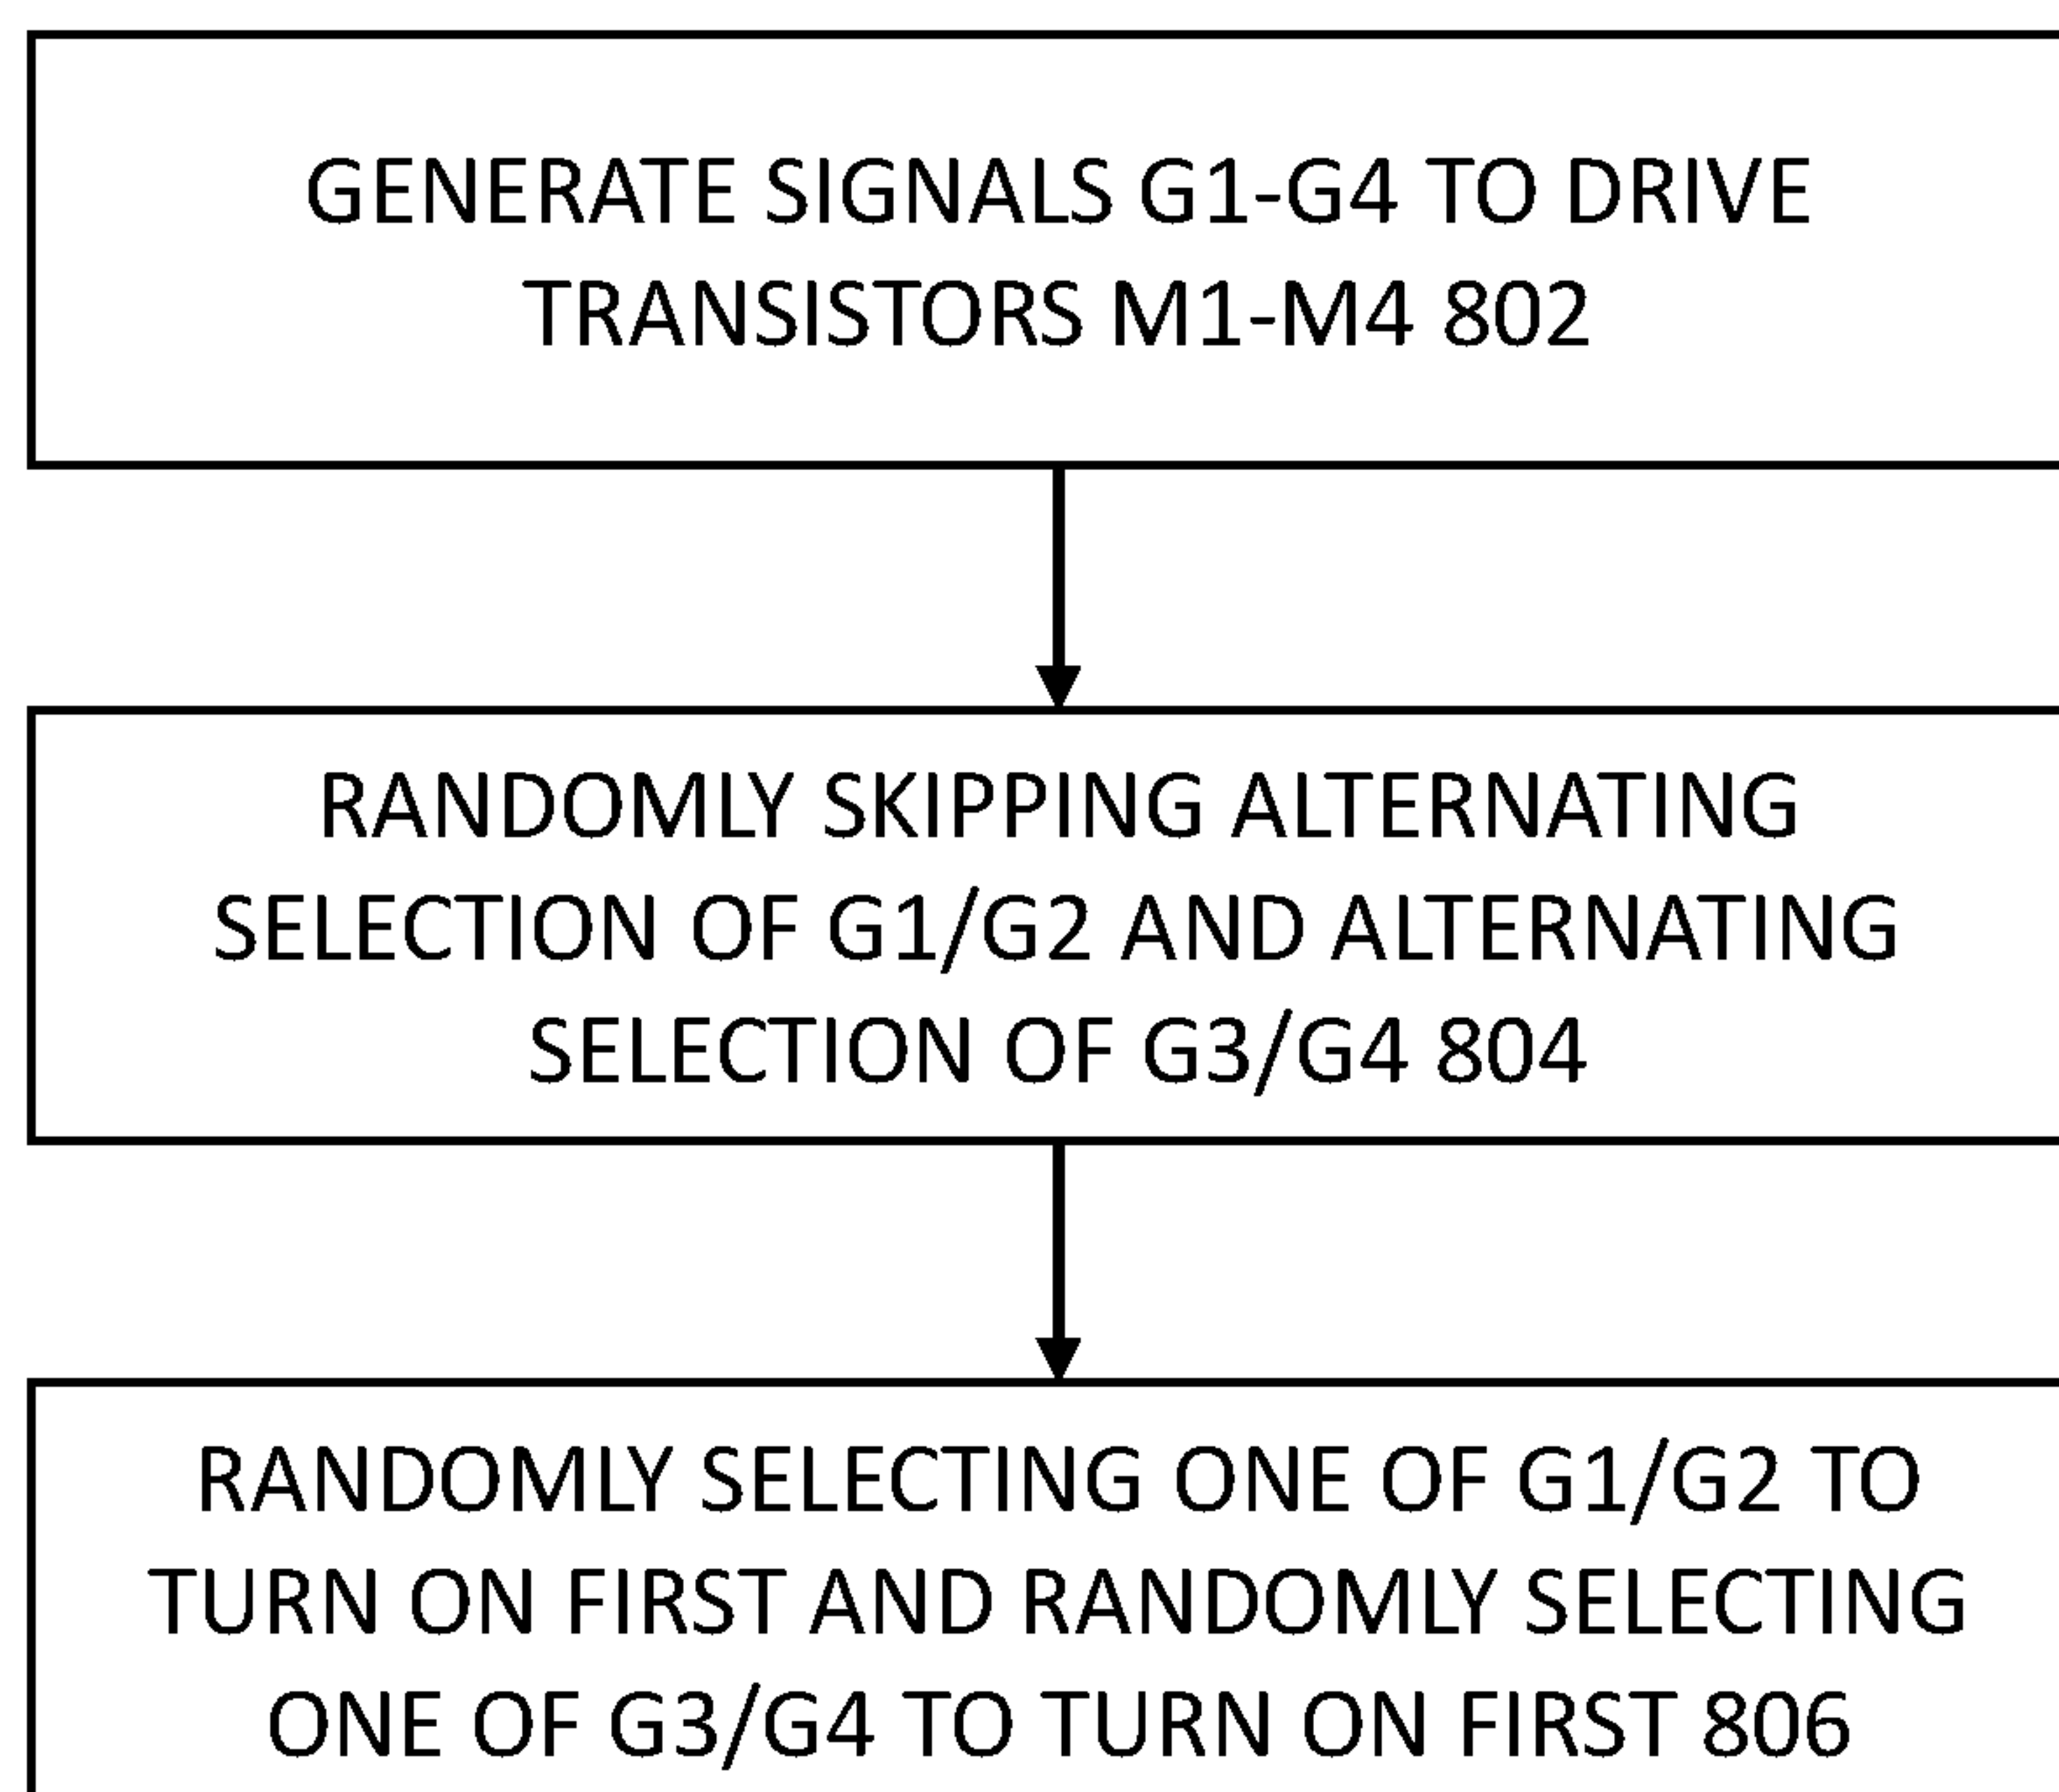 GENERATE SIGNALS G1-G4 TO DRIVE
TRANSISTORS M1-M4 802
RANDOMLY SKIPPING ALTERNATING
SELECTION OF G1/G2 AND ALTERNATING
SELECTION OF G3/G4 804
RANDOMLY SELECTING ONE OF G1/G2 TO
TURN ON FIRST AND RANDOMLY SELECTING
ONE OF G3/G4 TO TURN ON FIRST 806